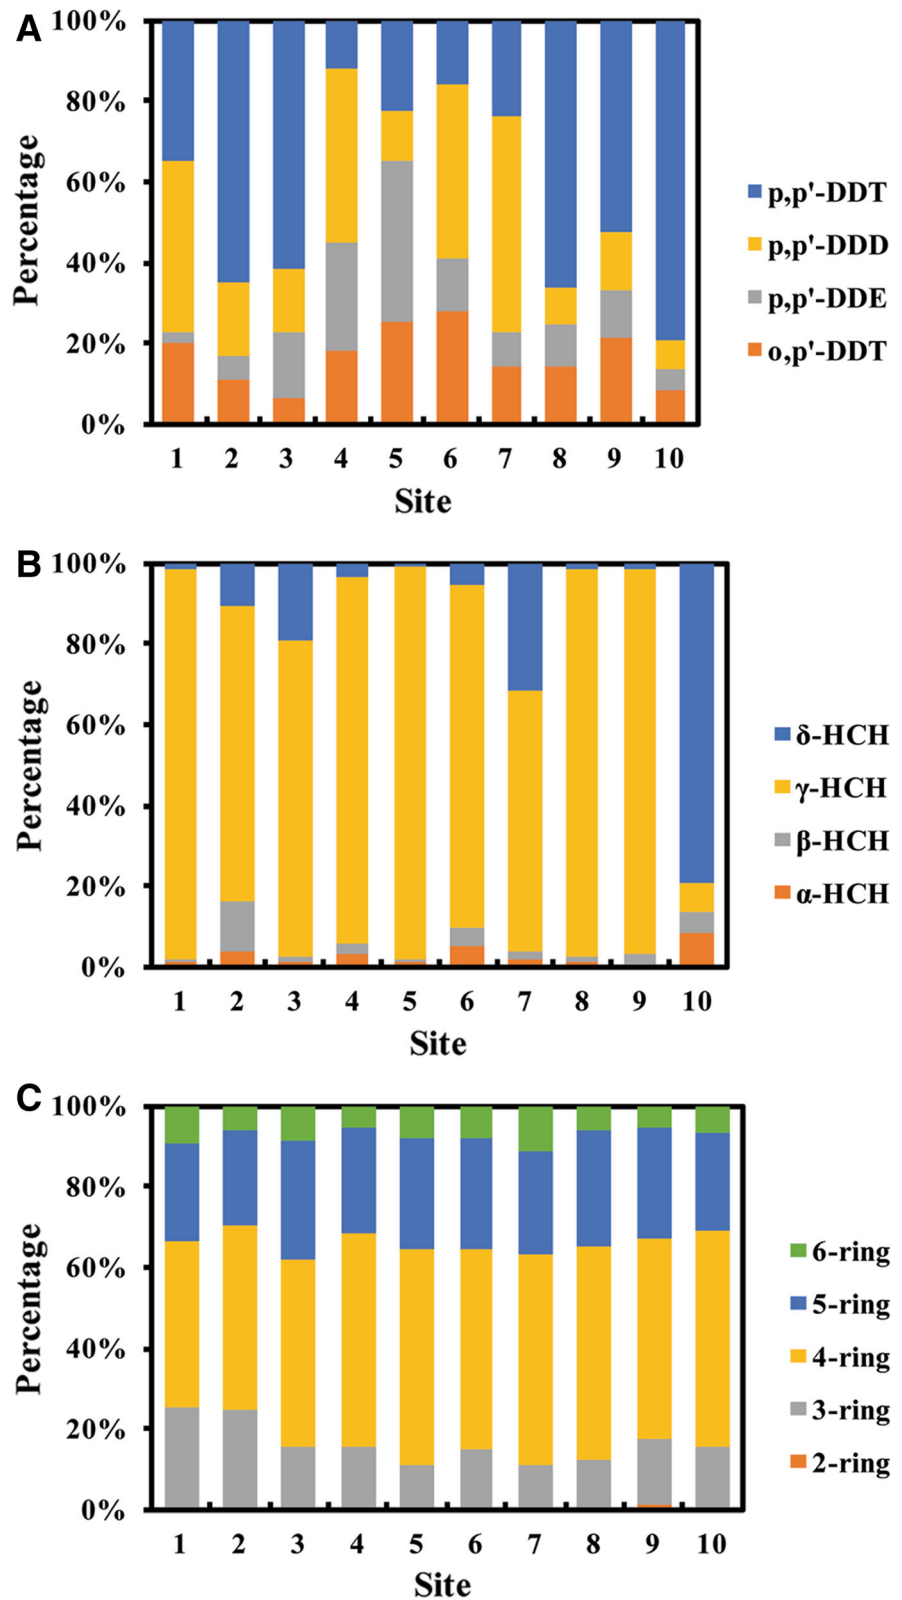 A
100%
80%
60%
40%
20%
0%
Percentage
1 2 3 4 5 6 7 8 9 10
Site
p,p'-DDT
p,p'-DDD
p,p'-DDE
o,p'-DDT
B
100%
80%
60%
40%
20%
0%
Percentage
1 2 3 4 5 6 7 8 9 10
Site
δ-HCH
γ-HCH
β-HCH
α-HCH
C
100%
80%
60%
40%
20%
0%
Percentage
1 2 3 4 5 6 7 8 9 10
Site
6-ring
5-ring
4-ring
3-ring
2-ring